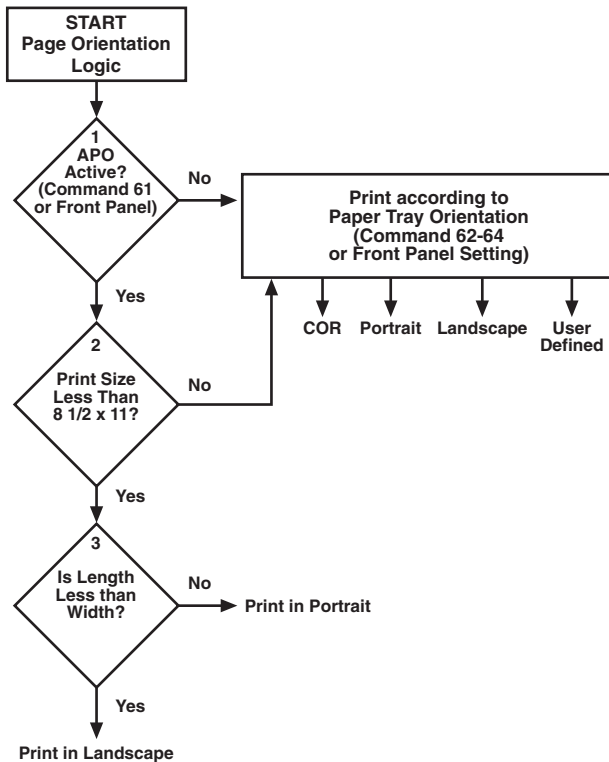 START
Page Orientation
Logic
1
APO
Active?
(Command 61
or Front Panel)
No
Yes
Print according to
Paper Tray Orientation
(Command 62-64
or Front Panel Setting)
COR
Portrait
Landscape
User
Defined
2
Print Size
Less Than
8 1/2 x 11?
No
Yes
3
Is Length
Less than
Width?
No
Print in Portrait
Yes
Print in Landscape